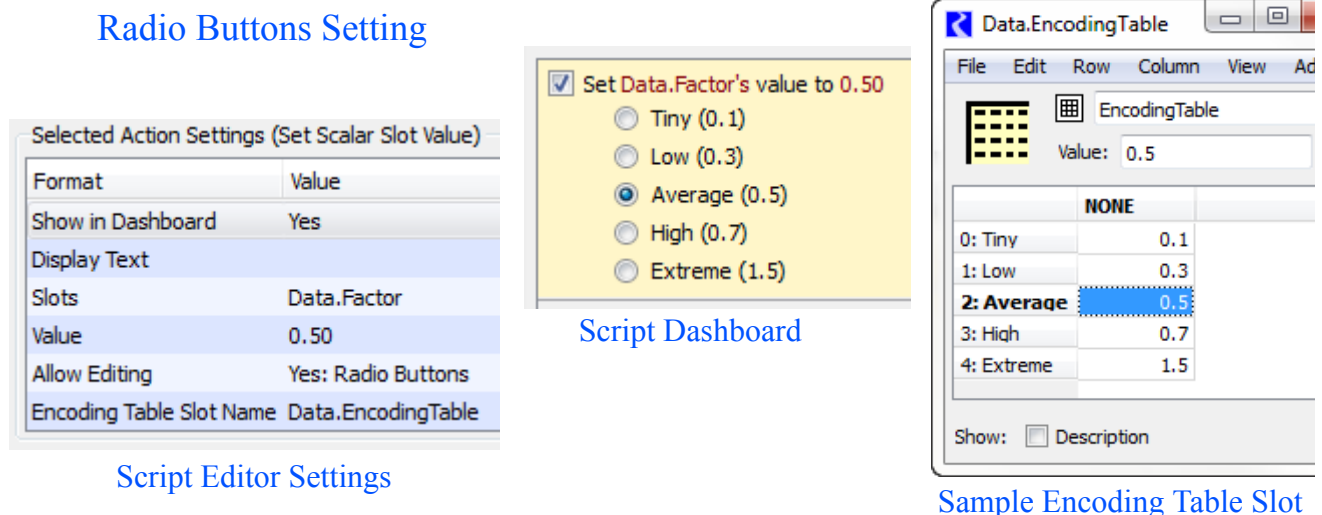 Radio Buttons Setting
Selected Action Settings (Set Scalar Slot Value)
Format Value
Show in Dashboard Yes
Display Text
Slots Data.Factor
Value 0.50
Allow Editing Yes: Radio Buttons
Encoding Table Slot Name Data.EncodingTable
Script Editor Settings
Set Data.Factor's value to 0.50
Tiny (0.1)
Low (0.3)
Average (0.5)
High (0.7)
Extreme (1.5)
Script Dashboard
Data.EncodingTable
File Edit Row Column View Ad
EncodingTable
Value: 0.5
NONE
0: Tiny 0.1
1: Low 0.3
2: Average 0.5
3: High 0.7
4: Extreme 1.5
Show: Description
Sample Encoding Table Slot